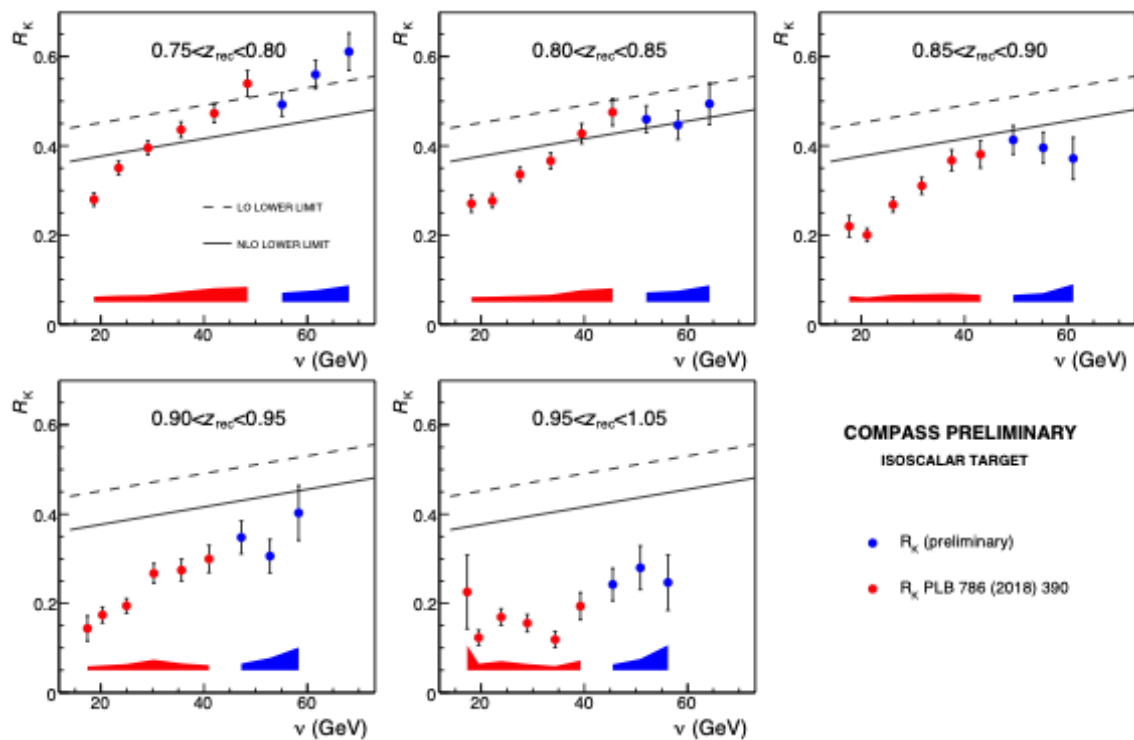 R_K
0.75<z_rec<0.80
0.6
0.4
0.2
0
LO LOWER LIMIT
NLO LOWER LIMIT
20 40 60
ν (GeV)
R_K
0.80<z_rec<0.85
0.6
0.4
0.2
0
20 40 60
ν (GeV)
R_K
0.85<z_rec<0.90
0.6
0.4
0.2
0
20 40 60
ν (GeV)
R_K
0.90<z_rec<0.95
0.6
0.4
0.2
0
20 40 60
ν (GeV)
R_K
0.95<z_rec<1.05
0.6
0.4
0.2
0
20 40 60
ν (GeV)
COMPASS PRELIMINARY
ISOSCALAR TARGET
R_K (preliminary)
R_K PLB 786 (2018) 390